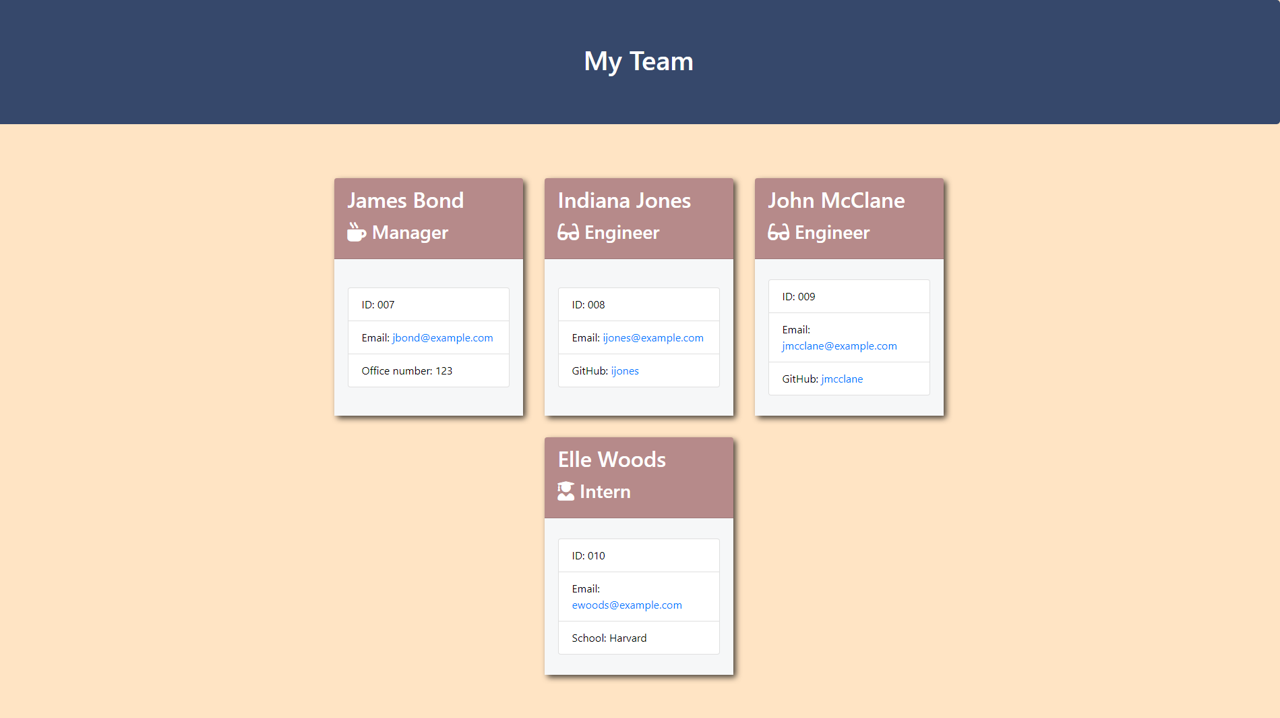 My Team
James Bond
Manager
ID: 007
Email: jbond@example.com
Office number: 123
Indiana Jones
Engineer
ID: 008
Email: ijones@example.com
GitHub: ijones
John McClane
Engineer
ID: 009
Email:
jmcclane@example.com
GitHub: jmcclane
Elle Woods
Intern
ID: 010
Email:
ewoods@example.com
School: Harvard